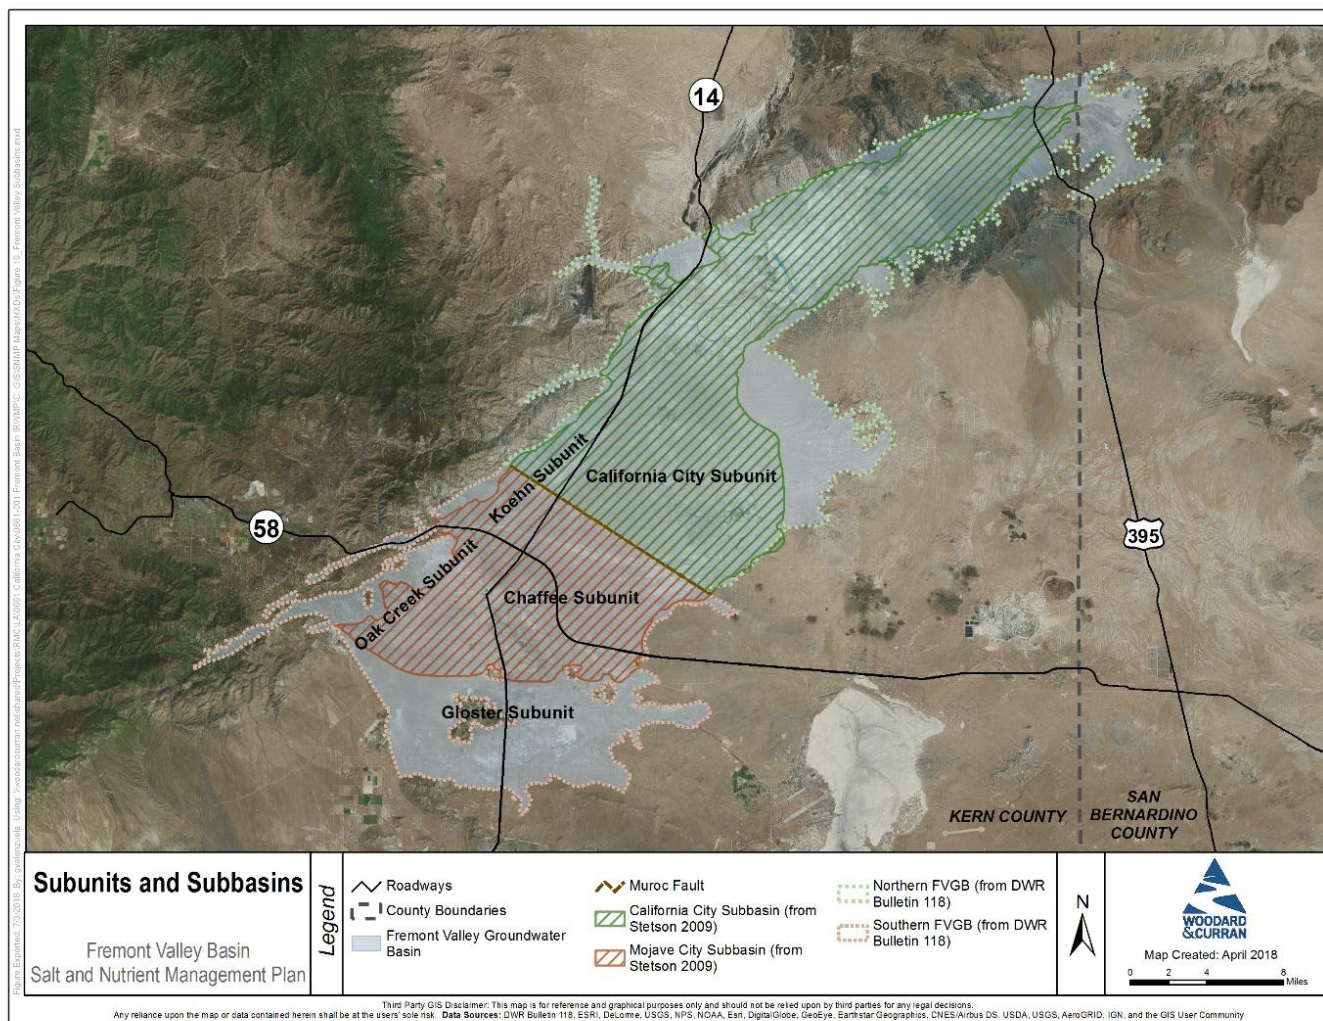 14
58
395
Koehn Subunit
California City Subunit
Oak Creek Subunit
Chaffee Subunit
Gloster Subunit
KERN COUNTY
SAN
BERNARDINO
COUNTY
Subunits and Subbasins
Fremont Valley Basin
Salt and Nutrient Management Plan
Legend
Roadways
County Boundaries
Fremont Valley Groundwater
Basin
Muroc Fault
California City Subbasin (from
Stetson 2009)
Mojave City Subbasin (from
Stetson 2009)
Northern FVGB (from DWR
Bulletin 118)
Southern FVGB (from DWR
Bulletin 118)
N
WOODARD
&CURRAN
Map Created: April 2018
0 2 4 8
Miles
Third Party GIS Disclaimer: This map is for reference and graphical purposes only and should not be relied upon by third parties for any legal decisions.
Any reliance upon the map or data contained herein shall be at the users' sole risk. Data Sources: DWR Bulletin 118, ESRI, DeLorme, USGS, NPS, NOAA, Esri, DigitalGlobe, GeoEye, Earthstar Geographics, CNES/Airbus DS, USDA, USGS, AeroGRID, IGN, and the GIS User Community